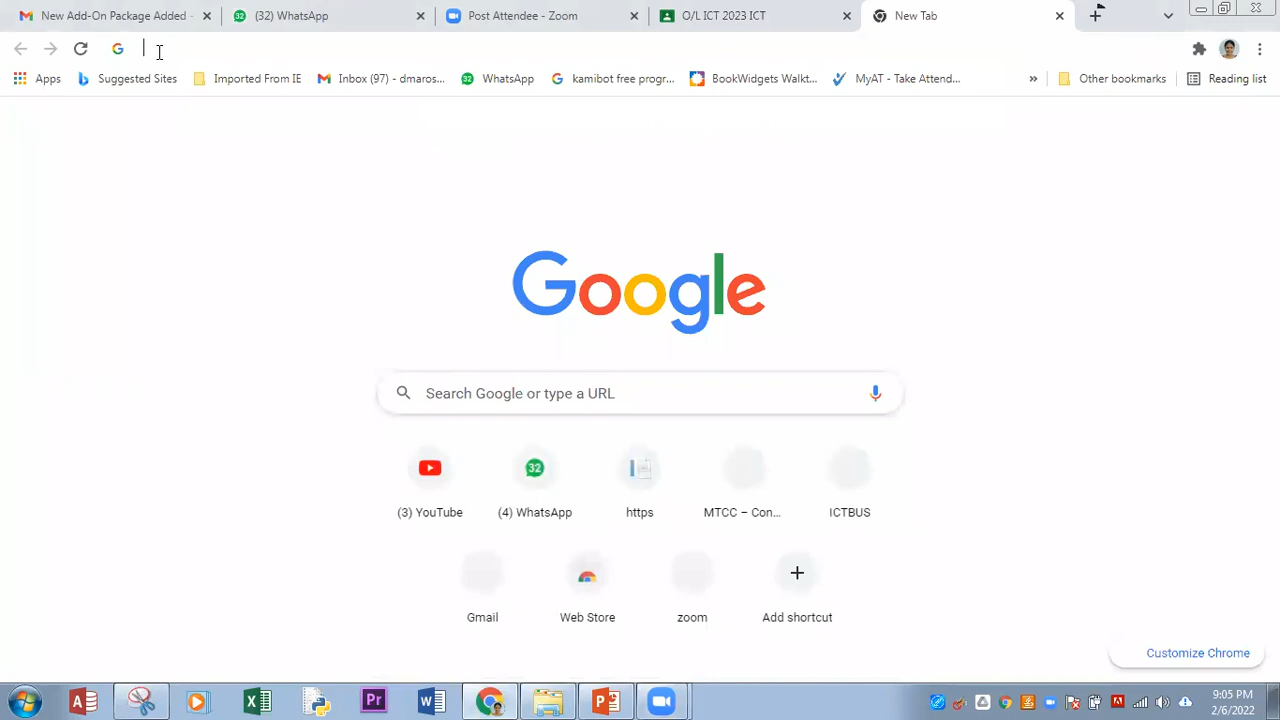 New Add-On Package Added -
(32) WhatsApp
Post Attendee - Zoom
O/L ICT 2023 ICT
New Tab
Apps
Suggested Sites
Imported From IE
Inbox (97) - dmaros...
WhatsApp
kamibot free progr...
BookWidgets Walkt...
MyAT - Take Attend...
»
Other bookmarks
Reading list
Google
Search Google or type a URL
32
(3) YouTube
(4) WhatsApp
https
MTCC – Con...
ICTBUS
Gmail
Web Store
zoom
Add shortcut
Customize Chrome
9:05 PM
2/6/2022